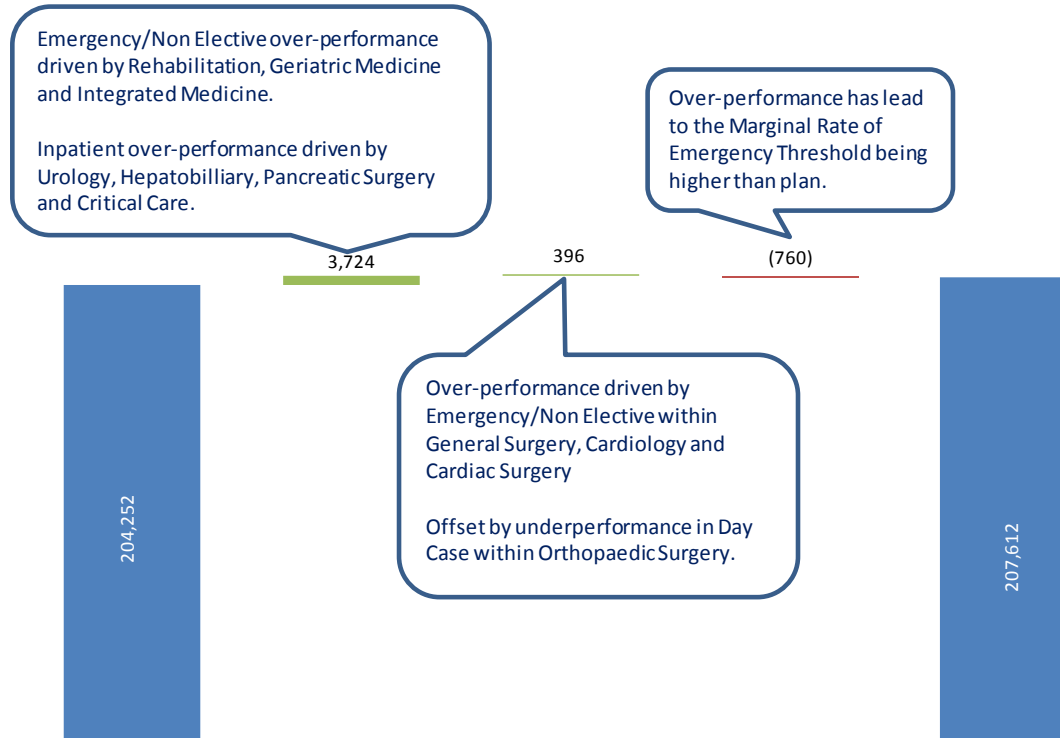 Emergency/Non Elective over-performance
driven by Rehabilitation, Geriatric Medicine
and Integrated Medicine.
Inpatient over-performance driven by
Urology, Hepatobilliary, Pancreatic Surgery
and Critical Care.
Over-performance has lead
to the Marginal Rate of
Emergency Threshold being
higher than plan.
3,724
396
(760)
Over-performance driven by
Emergency/Non Elective within
General Surgery, Cardiology and
Cardiac Surgery
Offset by underperformance in Day
Case within Orthopaedic Surgery.
204,252
207,612